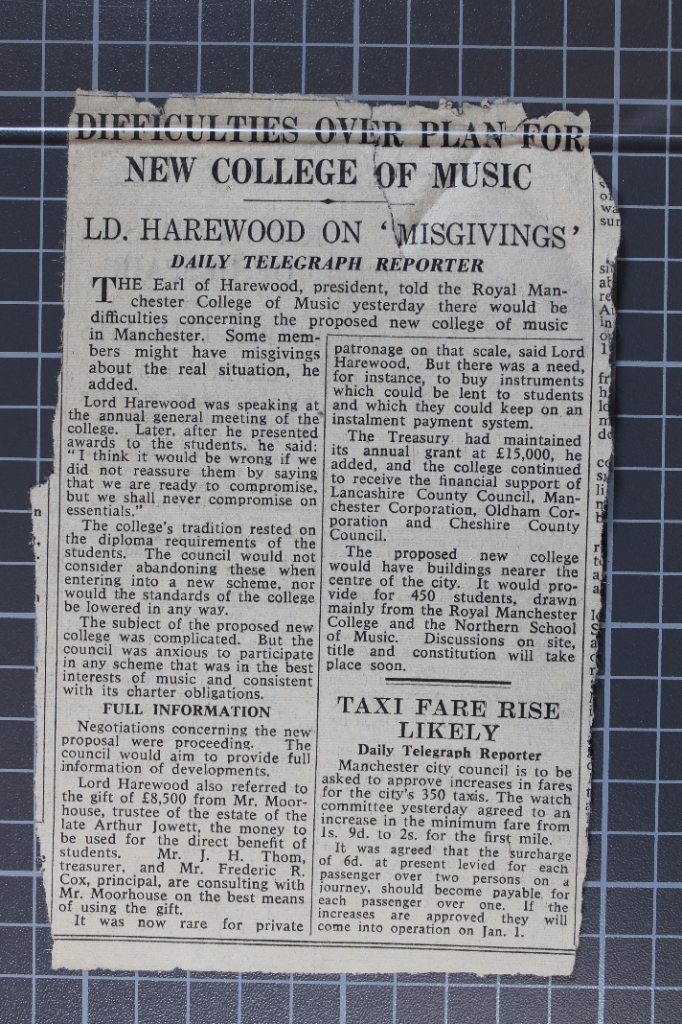 DIFFICULTIES OVER PLAN FOR
NEW COLLEGE OF MUSIC
LD. HAREWOOD ON 'MISGIVINGS'
DAILY TELEGRAPH REPORTER
THE Earl of Harewood, president, told the Royal Man-
chester College of Music yesterday there would be
difficulties concerning the proposed new college of music
in Manchester. Some mem-
bers might have misgivings
about the real situation, he
added.
Lord Harewood was speaking at
the annual general meeting of the
college. Later, after he presented
awards to the students, he said:
"I think it would be wrong if we
did not reassure them by saying
that we are ready to compromise,
but we shall never compromise on
essentials."
The college's tradition rested on
the diploma requirements of the
students. The council would not
consider abandoning these when
entering into a new scheme, nor
would the standards of the college
be lowered in any way.
The subject of the proposed new
college was complicated. But the
council was anxious to participate
in any scheme that was in the best
interests of music and consistent
with its charter obligations.
FULL INFORMATION
Negotiations concerning the new
proposal were proceeding. The
council would aim to provide full
information of developments.
Lord Harewood also referred to
the gift of £8,500 from Mr. Moor-
house, trustee of the estate of the
late Arthur Jowett, the money to
be used for the direct benefit of
students. Mr. J. H. Thom,
treasurer, and Mr. Frederic R.
Cox, principal, are consulting with
Mr. Moorhouse on the best means
of using the gift.
It was now rare for private
patronage on that scale, said Lord
Harewood. But there was a need,
for instance, to buy instruments
which could be lent to students
and which they could keep on an
instalment payment system.
The Treasury had maintained
its annual grant at £15,000, he
added, and the college continued
to receive the financial support of
Lancashire County Council, Man-
chester Corporation, Oldham Cor-
poration and Cheshire County
Council.
The proposed new college
would have buildings nearer the
centre of the city. It would pro-
vide for 450 students, drawn
mainly from the Royal Manchester
College and the Northern School
of Music. Discussions on site,
title and constitution will take
place soon.
TAXI FARE RISE
LIKELY
Daily Telegraph Reporter
Manchester city council is to be
asked to approve increases in fares
for the city's 350 taxis. The watch
committee yesterday agreed to an
increase in the minimum fare from
1s. 9d. to 2s. for the first mile.
It was agreed that the surcharge
of 6d. at present levied for each
passenger over two persons on a
journey, should become payable for
each passenger over one. If the
increases are approved they will
come into operation on Jan. 1.